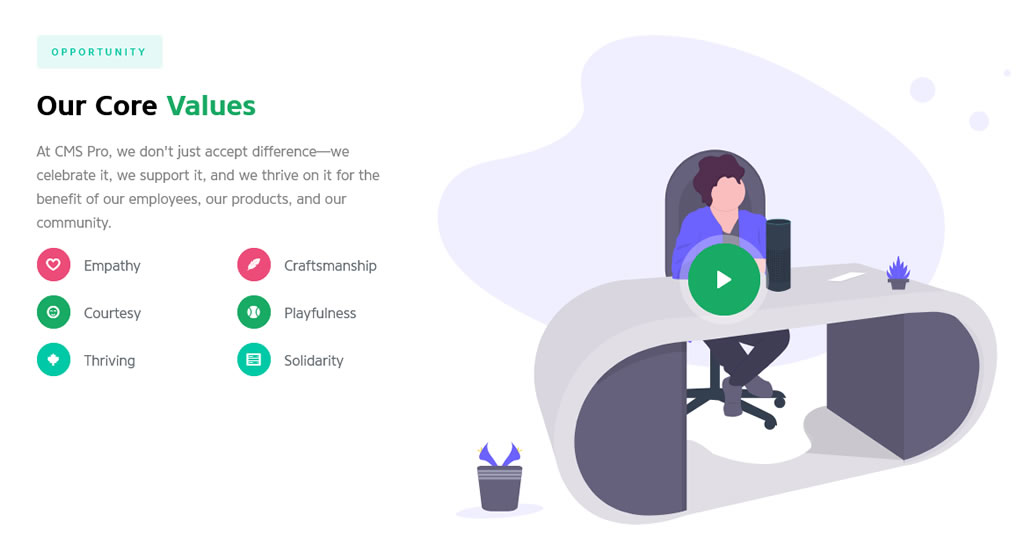 OPPORTUNITY
Our Core Values
At CMS Pro, we don't just accept difference—we
celebrate it, we support it, and we thrive on it for the
benefit of our employees, our products, and our
community.
Empathy
Craftsmanship
Courtesy
Playfulness
Thriving
Solidarity